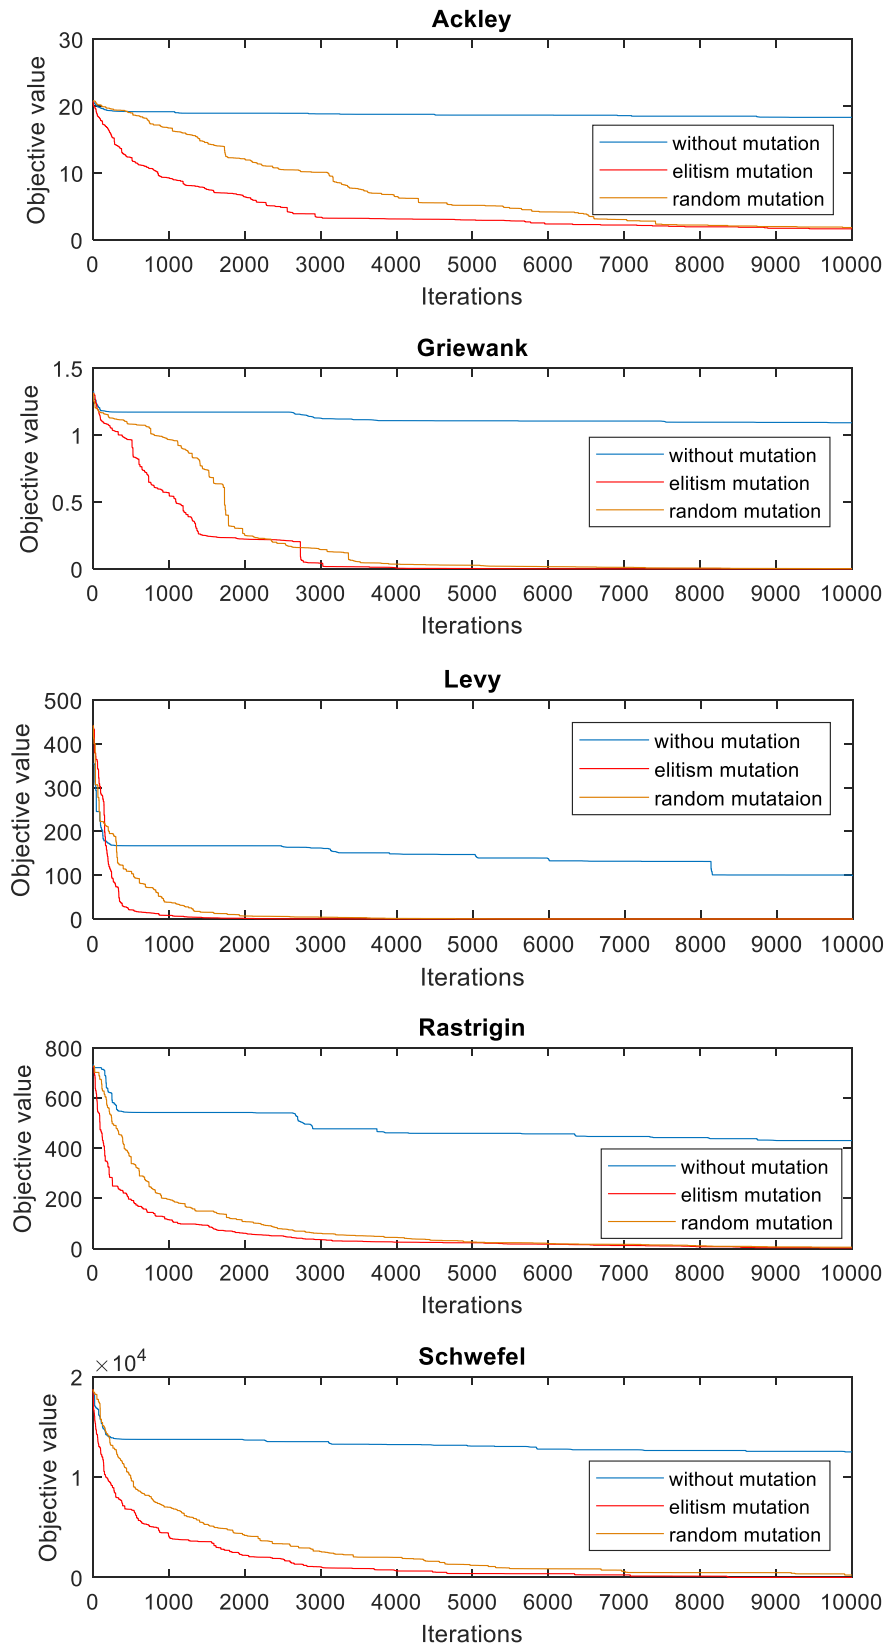 Ackley
30
20
10
0
Objective value
without mutation
elitism mutation
random mutation
0 1000 2000 3000 4000 5000 6000 7000 8000 9000 10000
Iterations
Griewank
1.5
1
0.5
0
Objective value
without mutation
elitism mutation
random mutation
0 1000 2000 3000 4000 5000 6000 7000 8000 9000 10000
Iterations
Levy
500
400
300
200
100
0
Objective value
withou mutation
elitism mutation
random mutataion
0 1000 2000 3000 4000 5000 6000 7000 8000 9000 10000
Iterations
Rastrigin
800
600
400
200
0
Objective value
without mutation
elitism mutation
random mutation
0 1000 2000 3000 4000 5000 6000 7000 8000 9000 10000
Iterations
Schwefel
×10⁴
2
1
0
Objective value
without mutation
elitism mutation
random mutation
0 1000 2000 3000 4000 5000 6000 7000 8000 9000 10000
Iterations